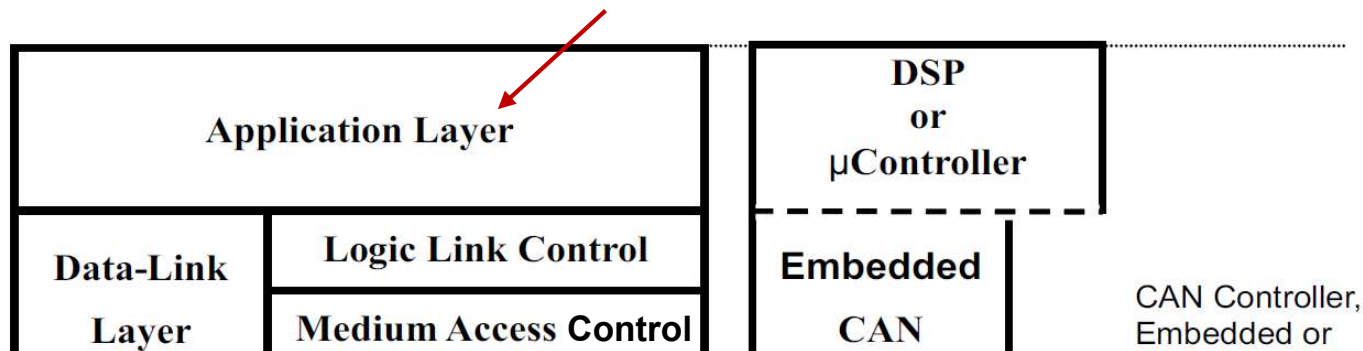 Application Layer
DSP
or
µController
Data-Link
Layer
Logic Link Control
Medium Access Control
Embedded
CAN
CAN Controller,
Embedded or